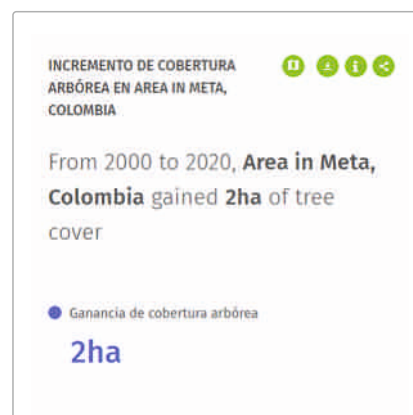 INCREMENTO DE COBERTURA
ARBÓREA EN AREA IN META,
COLOMBIA
From 2000 to 2020, Area in Meta,
Colombia gained 2ha of tree
cover
Ganancia de cobertura arbórea
2ha